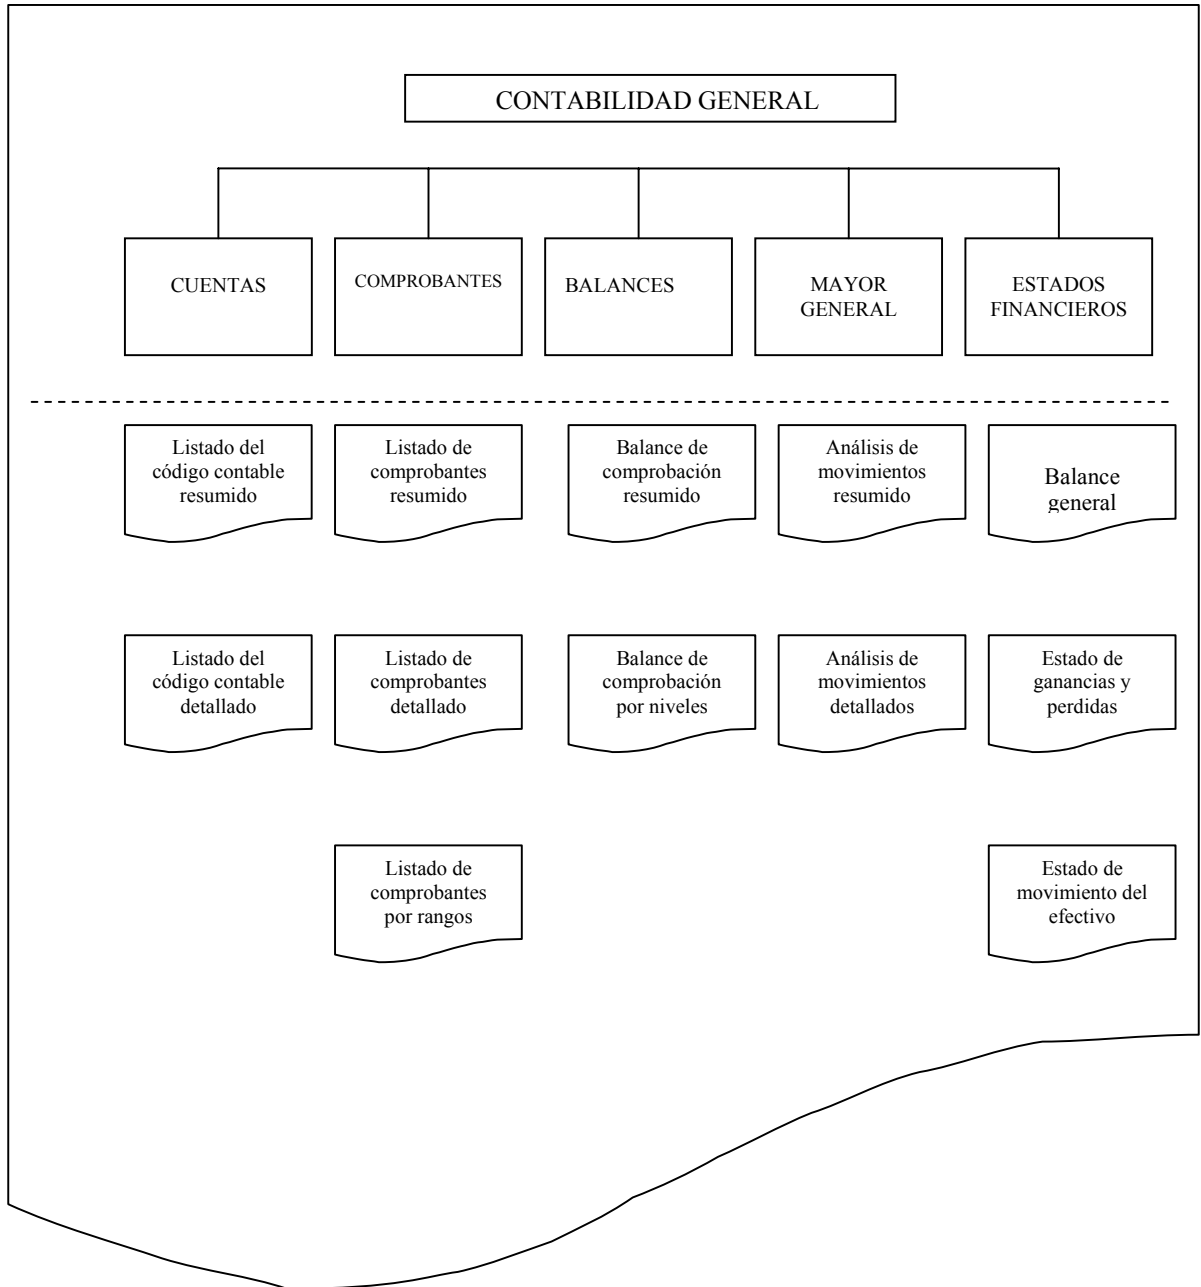 CONTABILIDAD GENERAL
CUENTAS
COMPROBANTES
BALANCES
MAYOR
GENERAL
ESTADOS
FINANCIEROS
Listado del
código contable
resumido
Listado de
comprobantes
resumido
Balance de
comprobación
resumido
Análisis de
movimientos
resumido
Balance
general
Listado del
código contable
detallado
Listado de
comprobantes
detallado
Balance de
comprobación
por niveles
Análisis de
movimientos
detallados
Estado de
ganancias y
perdidas
Listado de
comprobantes
por rangos
Estado de
movimiento del
efectivo